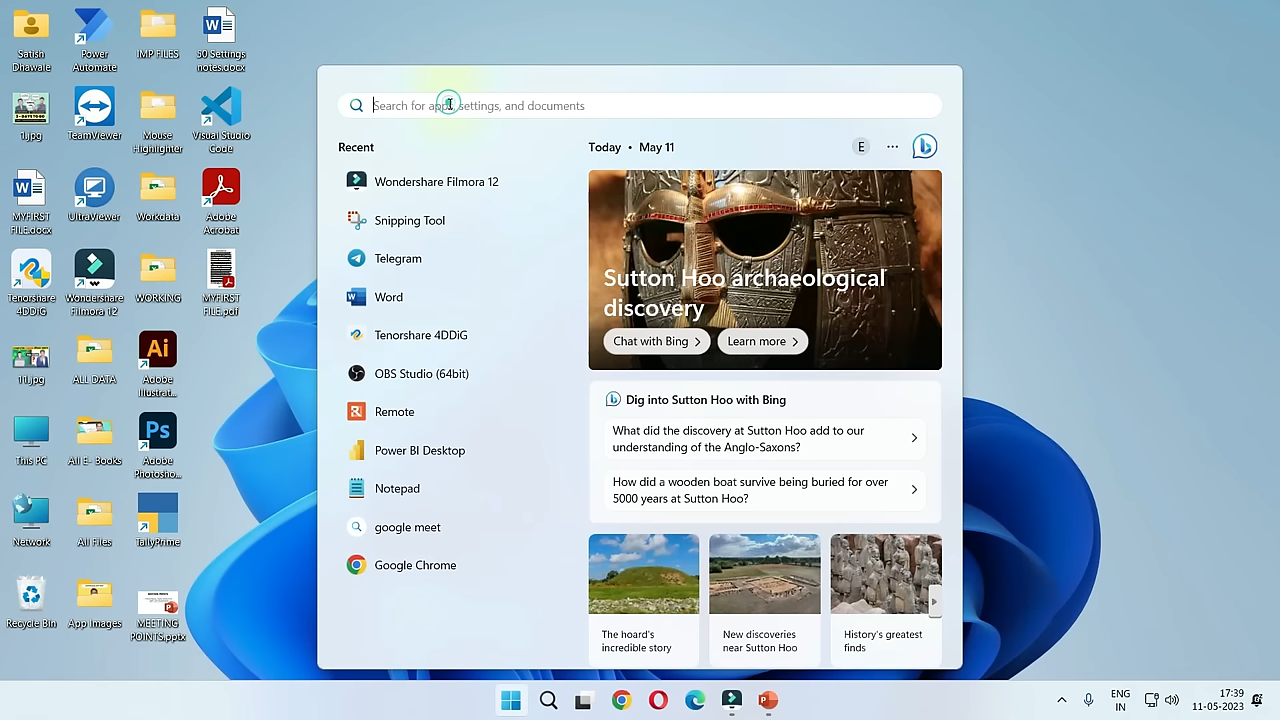 Satish
Dhawale
Power
Automate
IMP FILES
50 Settings
notes.docx
1.jpg
TeamViewer
Mouse
Highlighter
Visual Studio
Code
MYFIRST
FILE.docx
UltraViewer
Workdata
Adobe
Acrobat
Tenorshare
4DDiG
Wondershare
Filmora 12
WORKING
MYFIRST
FILE.pdf
11.jpg
ALL DATA
Adobe
Illustrat...
This PC
All E- Books
Adobe
Photosho...
Network
All Files
TallyPrime
Recycle Bin
App Images
MEETING
POINTS.pptx
Search for apps, settings, and documents
Recent
Wondershare Filmora 12
Snipping Tool
Telegram
Word
Tenorshare 4DDiG
OBS Studio (64bit)
Remote
Power BI Desktop
Notepad
google meet
Google Chrome
Today • May 11
E
Sutton Hoo archaeological
discovery
Chat with Bing
Learn more
Dig into Sutton Hoo with Bing
What did the discovery at Sutton Hoo add to our
understanding of the Anglo-Saxons?
How did a wooden boat survive being buried for over
5000 years at Sutton Hoo?
The hoard's
incredible story
New discoveries
near Sutton Hoo
History's greatest
finds
ENG
IN
17:39
11-05-2023